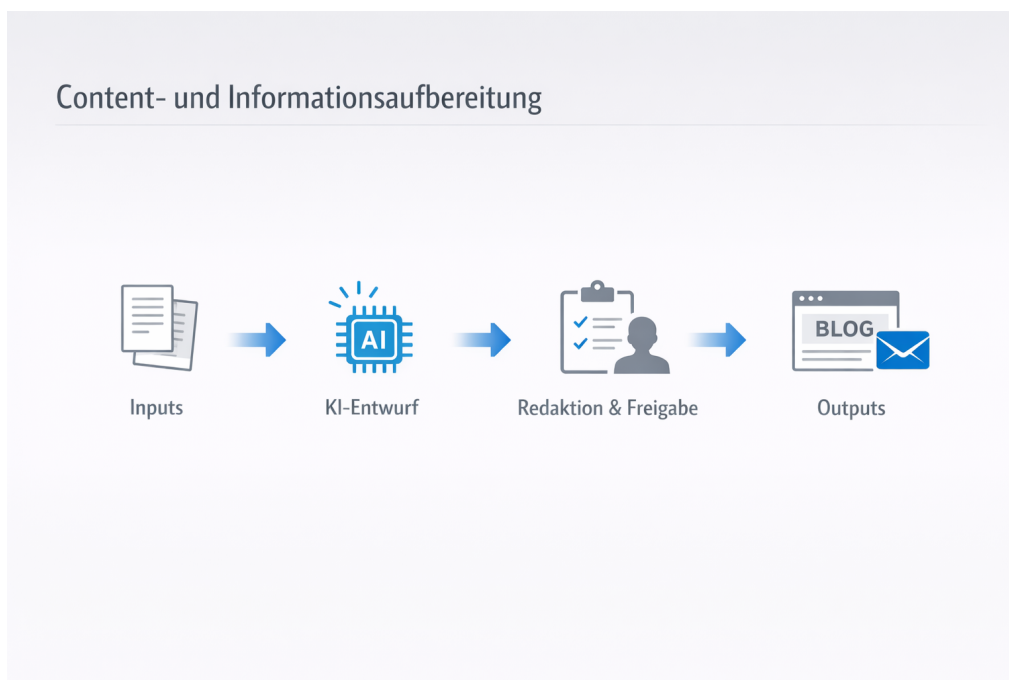 Content- und Informationsaufbereitung
AI
BLOG
Inputs
KI-Entwurf
Redaktion & Freigabe
Outputs